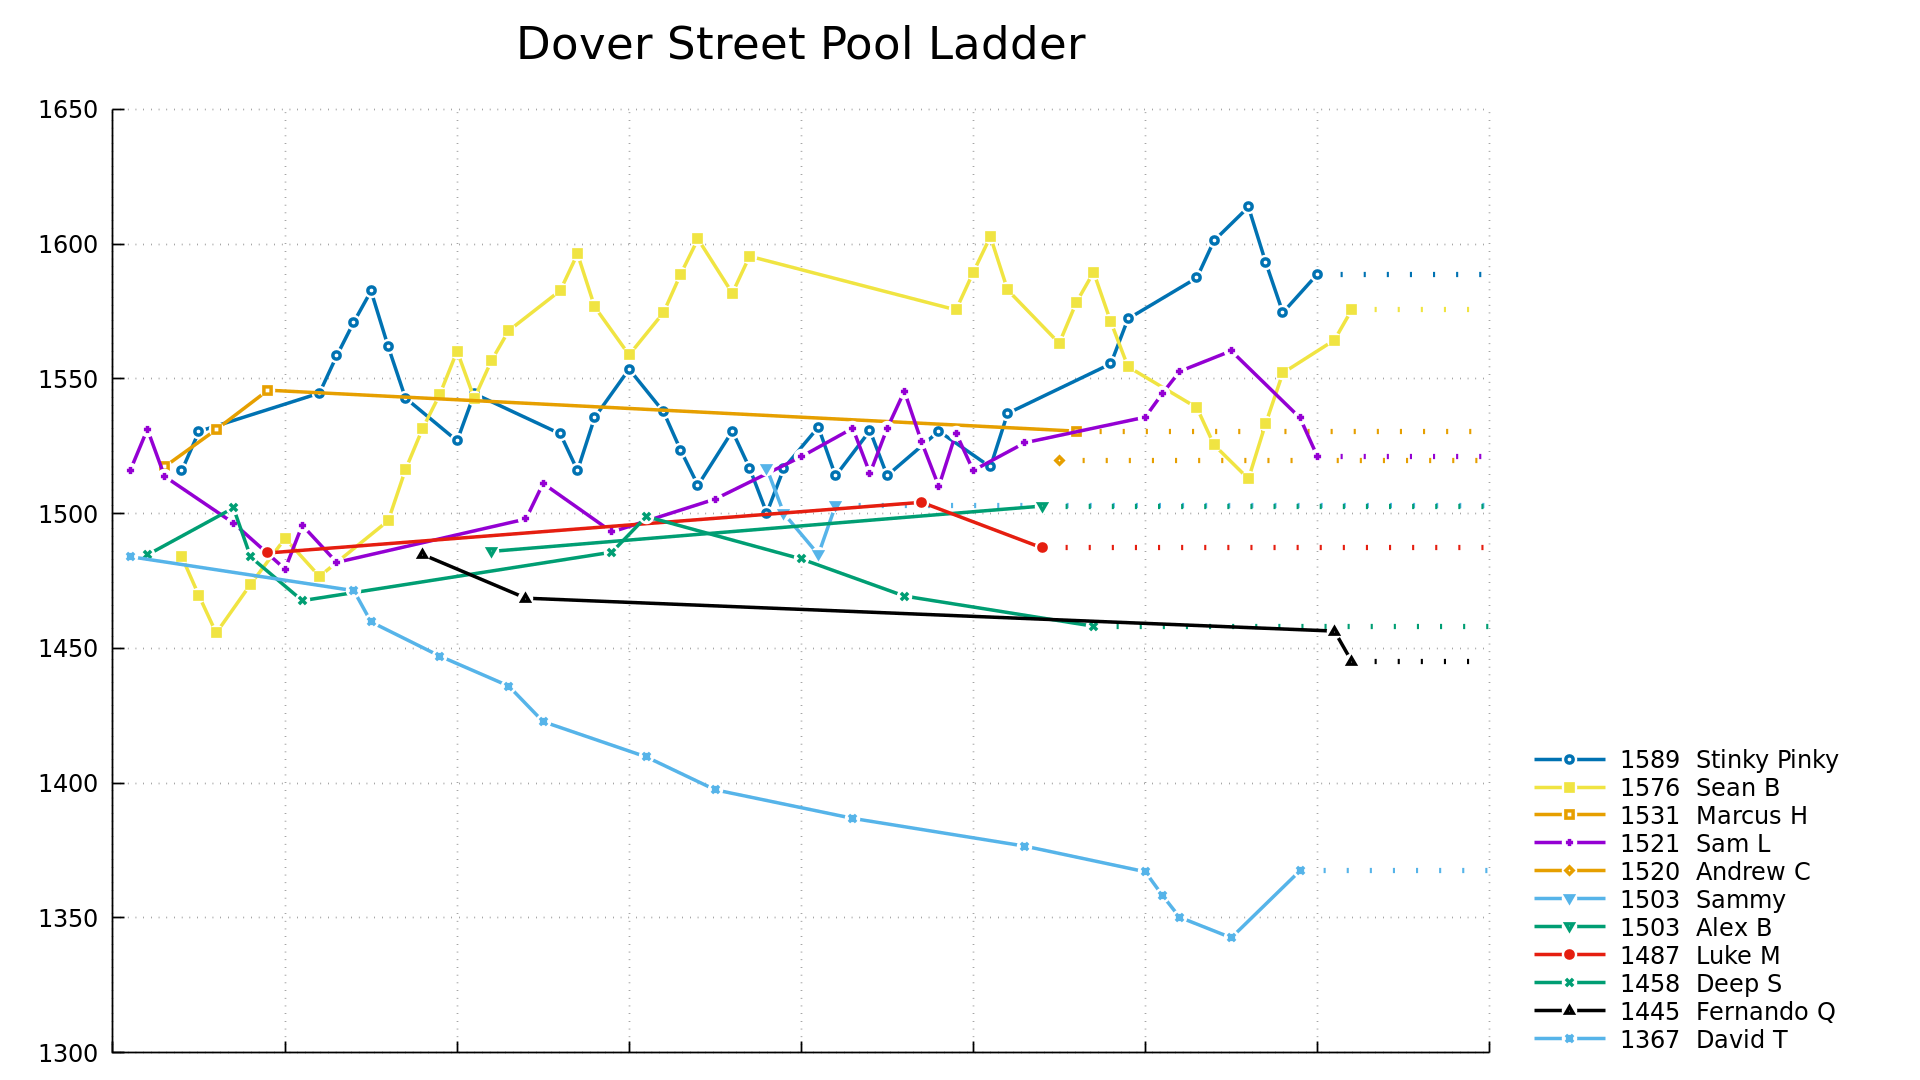 Dover Street Pool Ladder
1650
1600
1550
1500
1450
1400
1350
1300
1589 Stinky Pinky
1576 Sean B
1531 Marcus H
1521 Sam L
1520 Andrew C
1503 Sammy
1503 Alex B
1487 Luke M
1458 Deep S
1445 Fernando Q
1367 David T